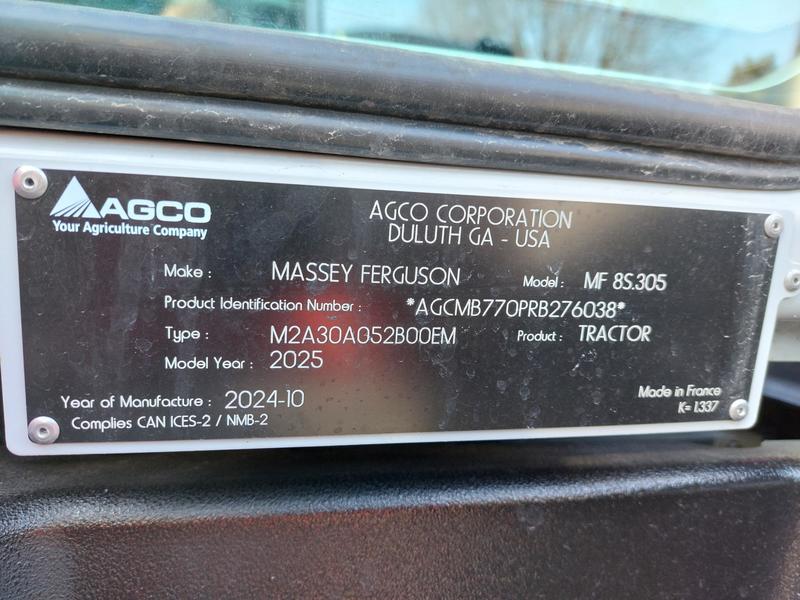 AGCO
Your Agriculture Company
AGCO CORPORATION
DULUTH GA - USA
Make : MASSEY FERGUSON Model : MF 8S.305
Product Identification Number : *AGCMB770PRB276038*
Type : M2A30A052B00EM Product : TRACTOR
Model Year : 2025
Year of Manufacture : 2024-10
Complies CAN ICES-2 / NMB-2
Made in France
K= 1.337